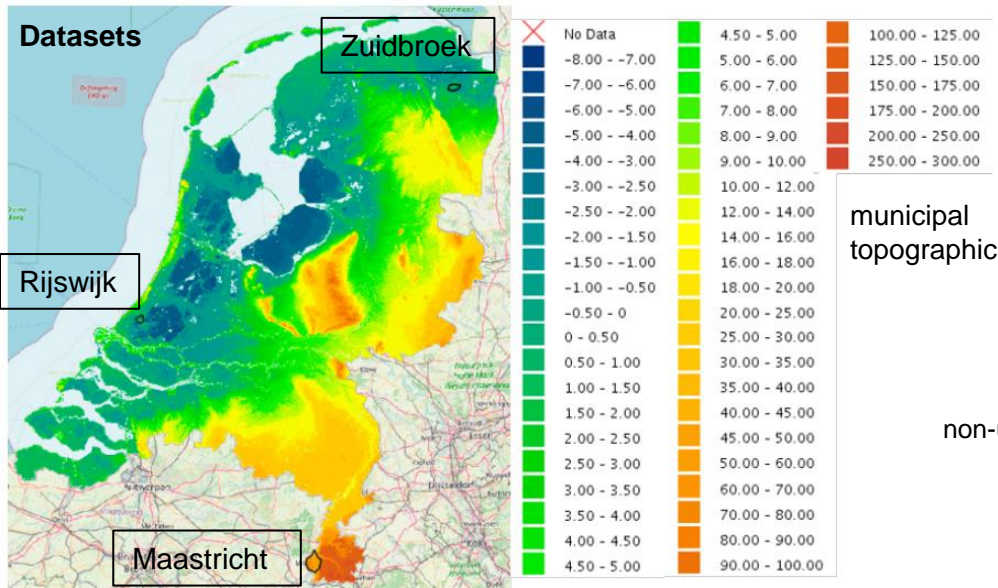 Datasets
Zuidbroek
Rijswijk
Maastricht
No Data
-8.00 - -7.00
-7.00 - -6.00
-6.00 - -5.00
-5.00 - -4.00
-4.00 - -3.00
-3.00 - -2.50
-2.50 - -2.00
-2.00 - -1.50
-1.50 - -1.00
-1.00 - -0.50
-0.50 - 0
0 - 0.50
0.50 - 1.00
1.00 - 1.50
1.50 - 2.00
2.00 - 2.50
2.50 - 3.00
3.00 - 3.50
3.50 - 4.00
4.00 - 4.50
4.50 - 5.00
4.50 - 5.00
5.00 - 6.00
6.00 - 7.00
7.00 - 8.00
8.00 - 9.00
9.00 - 10.00
10.00 - 12.00
12.00 - 14.00
14.00 - 16.00
16.00 - 18.00
18.00 - 20.00
20.00 - 25.00
25.00 - 30.00
30.00 - 35.00
35.00 - 40.00
40.00 - 45.00
45.00 - 50.00
50.00 - 60.00
60.00 - 70.00
70.00 - 80.00
80.00 - 90.00
90.00 - 100.00
100.00 - 125.00
125.00 - 150.00
150.00 - 175.00
175.00 - 200.00
200.00 - 250.00
250.00 - 300.00
municipal
topographic